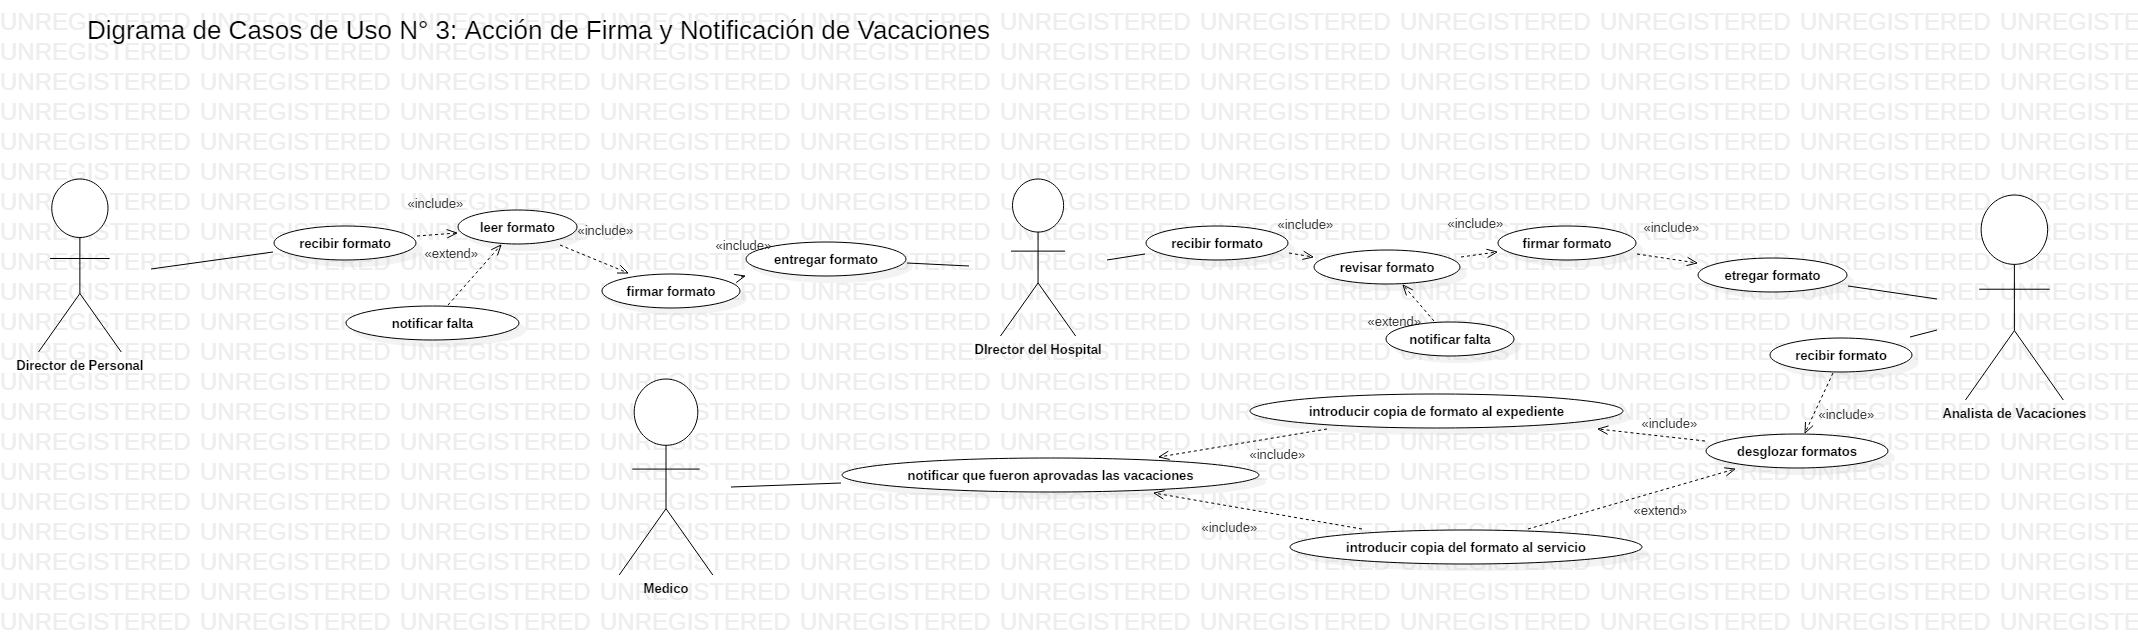 Digrama de Casos de Uso N° 3: Acción de Firma y Notificación de Vacaciones
«include»
leer formato
«include»
recibir formato
«extend»
«include»
entregar formato
firmar formato
notificar falta
Director de Personal
«include»
recibir formato
«include»
firmar formato
«include»
revisar formato
etregar formato
«extend»
notificar falta
DIrector del Hospital
recibir formato
Analista de Vacaciones
«include»
introducir copia de formato al expediente
«include»
desglozar formatos
«include»
notificar que fueron aprovadas las vacaciones
«extend»
«include»
introducir copia del formato al servicio
Medico
UNREGISTERED